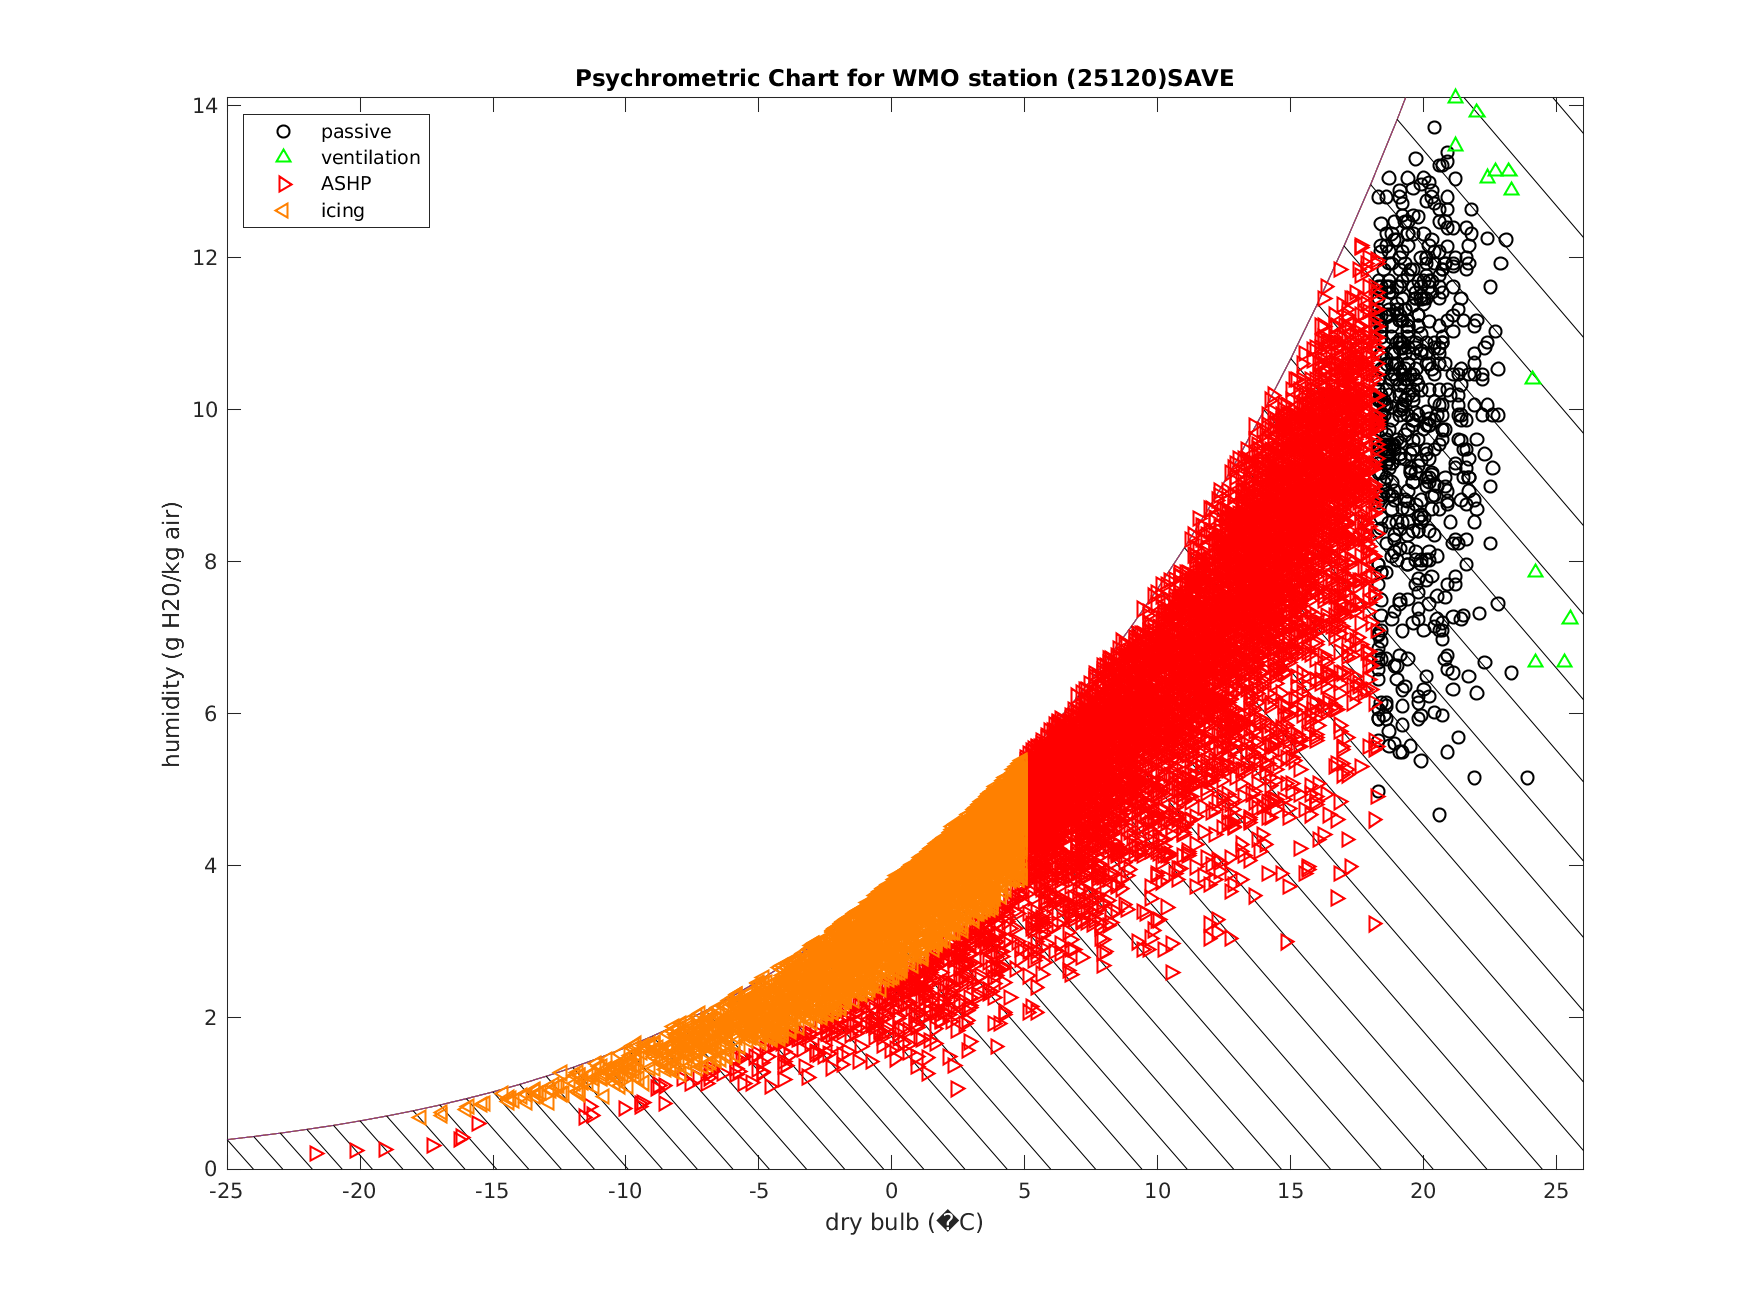 Psychrometric Chart for WMO station (25120)SAVE
passive
ventilation
ASHP
icing
14
12
10
8
6
4
2
0
humidity (g H20/kg air)
-25 -20 -15 -10 -5 0 5 10 15 20 25
dry bulb (�C)